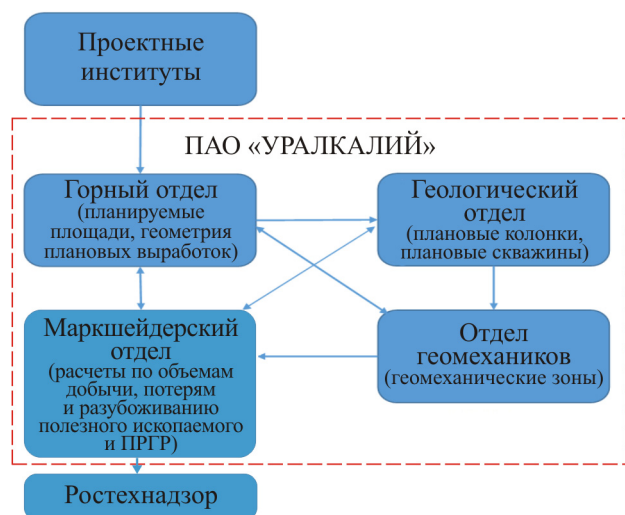 Проектные
институты
ПАО «УРАЛКАЛИЙ»
Горный отдел
(планируемые
площади, геометрия
плановых выработок)
Геологический
отдел
(плановые колонки,
плановые скважины)
Маркшейдерский
отдел
(расчеты по объемам
добычи, потерям
и разубоживанию
полезного ископаемого
и ПРГР)
Отдел
геомехаников
(геомеханические зоны)
Ростехнадзор